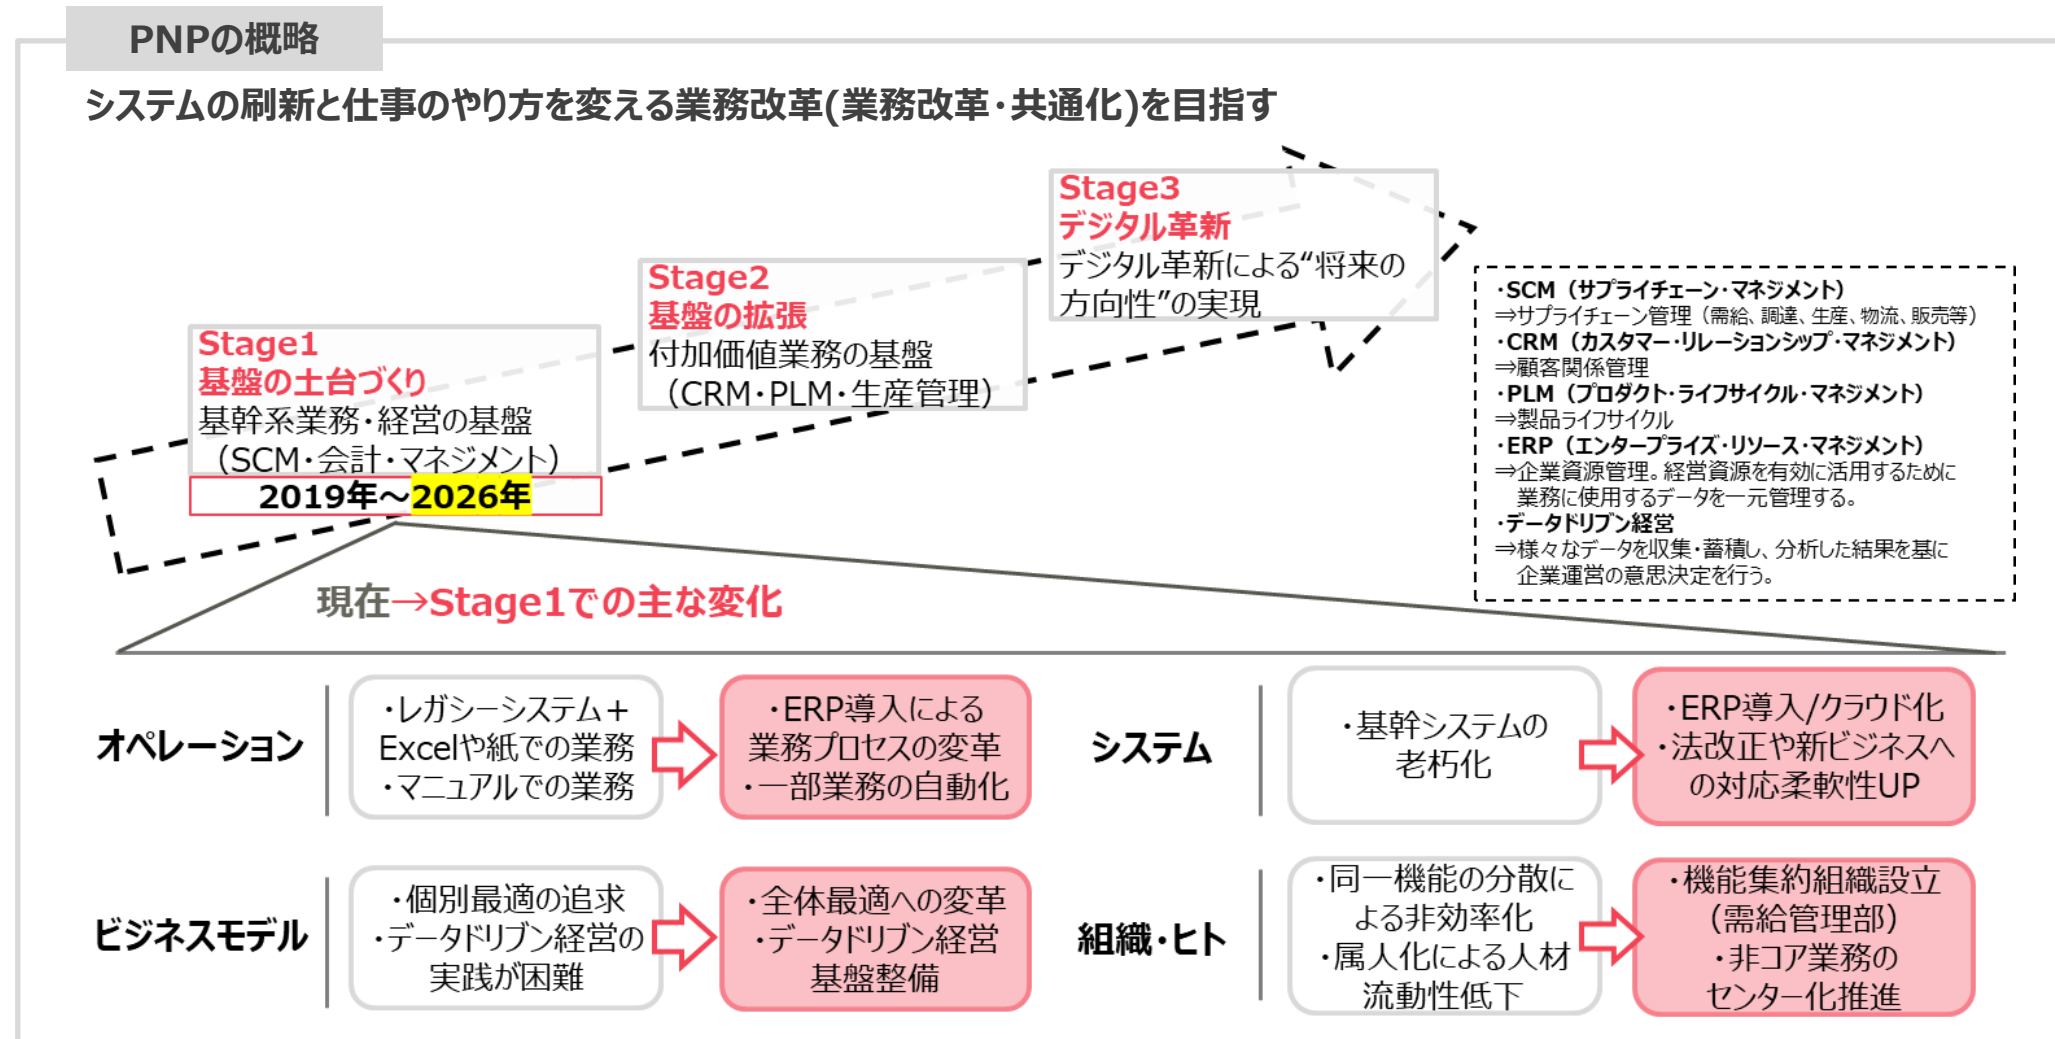 PNPの概略
システムの刷新と仕事のやり方を変える業務改革(業務改革・共通化)を目指す
Stage1
基盤の土台づくり
基幹系業務・経営の基盤
（SCM・会計・マネジメント）
2019年～2026年
Stage2
基盤の拡張
付加価値業務の基盤
（CRM・PLM・生産管理）
Stage3
デジタル革新
デジタル革新による“将来の
方向性”の実現
・SCM（サプライチェーン・マネジメント）
⇒サプライチェーン管理（需給、調達、生産、物流、販売等）
・CRM（カスタマー・リレーションシップ・マネジメント）
⇒顧客関係管理
・PLM（プロダクト・ライフサイクル・マネジメント）
⇒製品ライフサイクル
・ERP（エンタープライズ・リソース・マネジメント）
⇒企業資源管理。経営資源を有効に活用するために
業務に使用するデータを一元管理する。
・データドリブン経営
⇒様々なデータを収集・蓄積し、分析した結果を基に
企業運営の意思決定を行う。
現在→Stage1での主な変化
オペレーション
・レガシーシステム＋
Excelや紙での業務
・マニュアルでの業務
・ERP導入による
業務プロセスの変革
・一部業務の自動化
システム
・基幹システムの
老朽化
・ERP導入/クラウド化
・法改正や新ビジネスへ
の対応柔軟性UP
ビジネスモデル
・個別最適の追求
・データドリブン経営の
実践が困難
・全体最適への変革
・データドリブン経営
基盤整備
組織・ヒト
・同一機能の分散に
よる非効率化
・属人化による人材
流動性低下
・機能集約組織設立
（需給管理部）
・非コア業務の
センター化推進